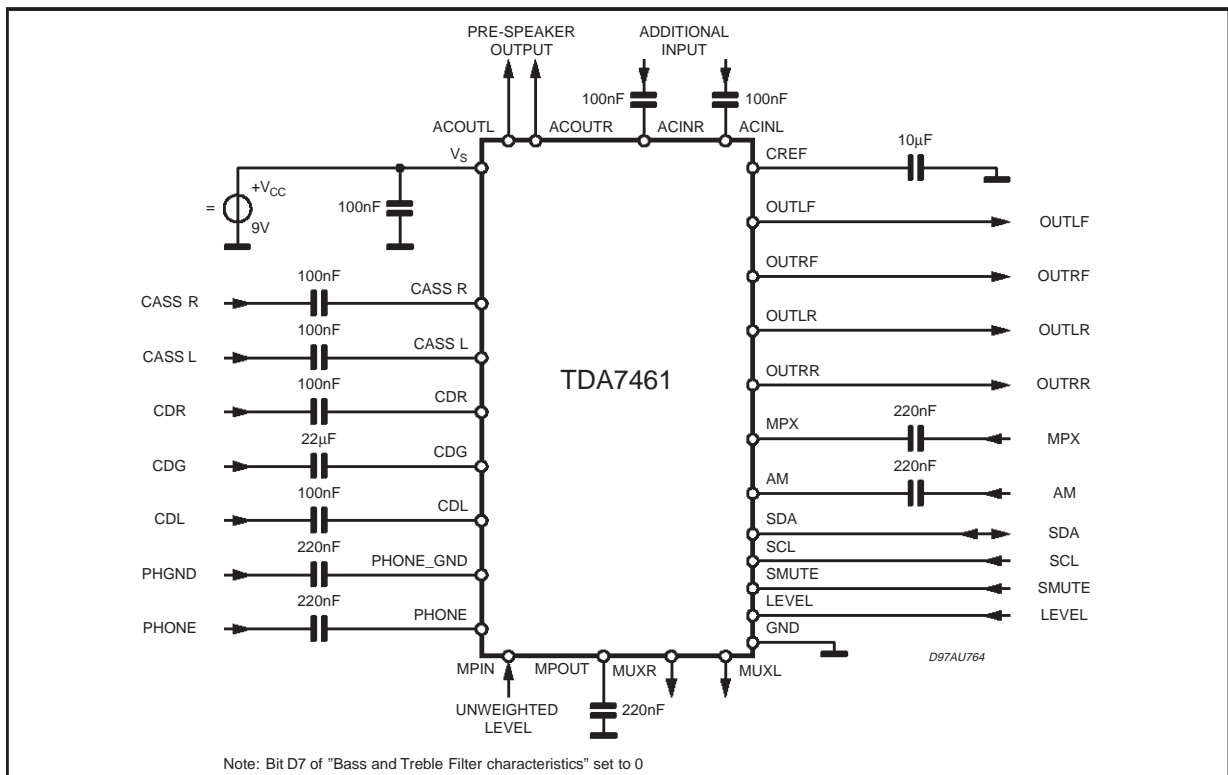 PRE-SPEAKER
OUTPUT
ADDITIONAL
INPUT
100nF
100nF
ACOUTL
ACOUTR
ACINR
ACINL
VS
CREF
10µF
+VCC
=
9V
100nF
OUTLF
OUTLF
OUTRF
OUTRF
OUTLR
OUTLR
OUTRR
OUTRR
CASS R
100nF
CASS R
CASS L
100nF
CASS L
CDR
100nF
CDR
CDG
22µF
CDG
CDL
100nF
CDL
PHGND
220nF
PHONE_GND
PHONE
220nF
PHONE
TDA7461
MPX
220nF
MPX
AM
220nF
AM
SDA
SDA
SCL
SCL
SMUTE
SMUTE
LEVEL
LEVEL
GND
D97AU764
MPIN
MPOUT
MUXR
MUXL
UNWEIGHTED
LEVEL
220nF
Note: Bit D7 of "Bass and Treble Filter characteristics" set to 0